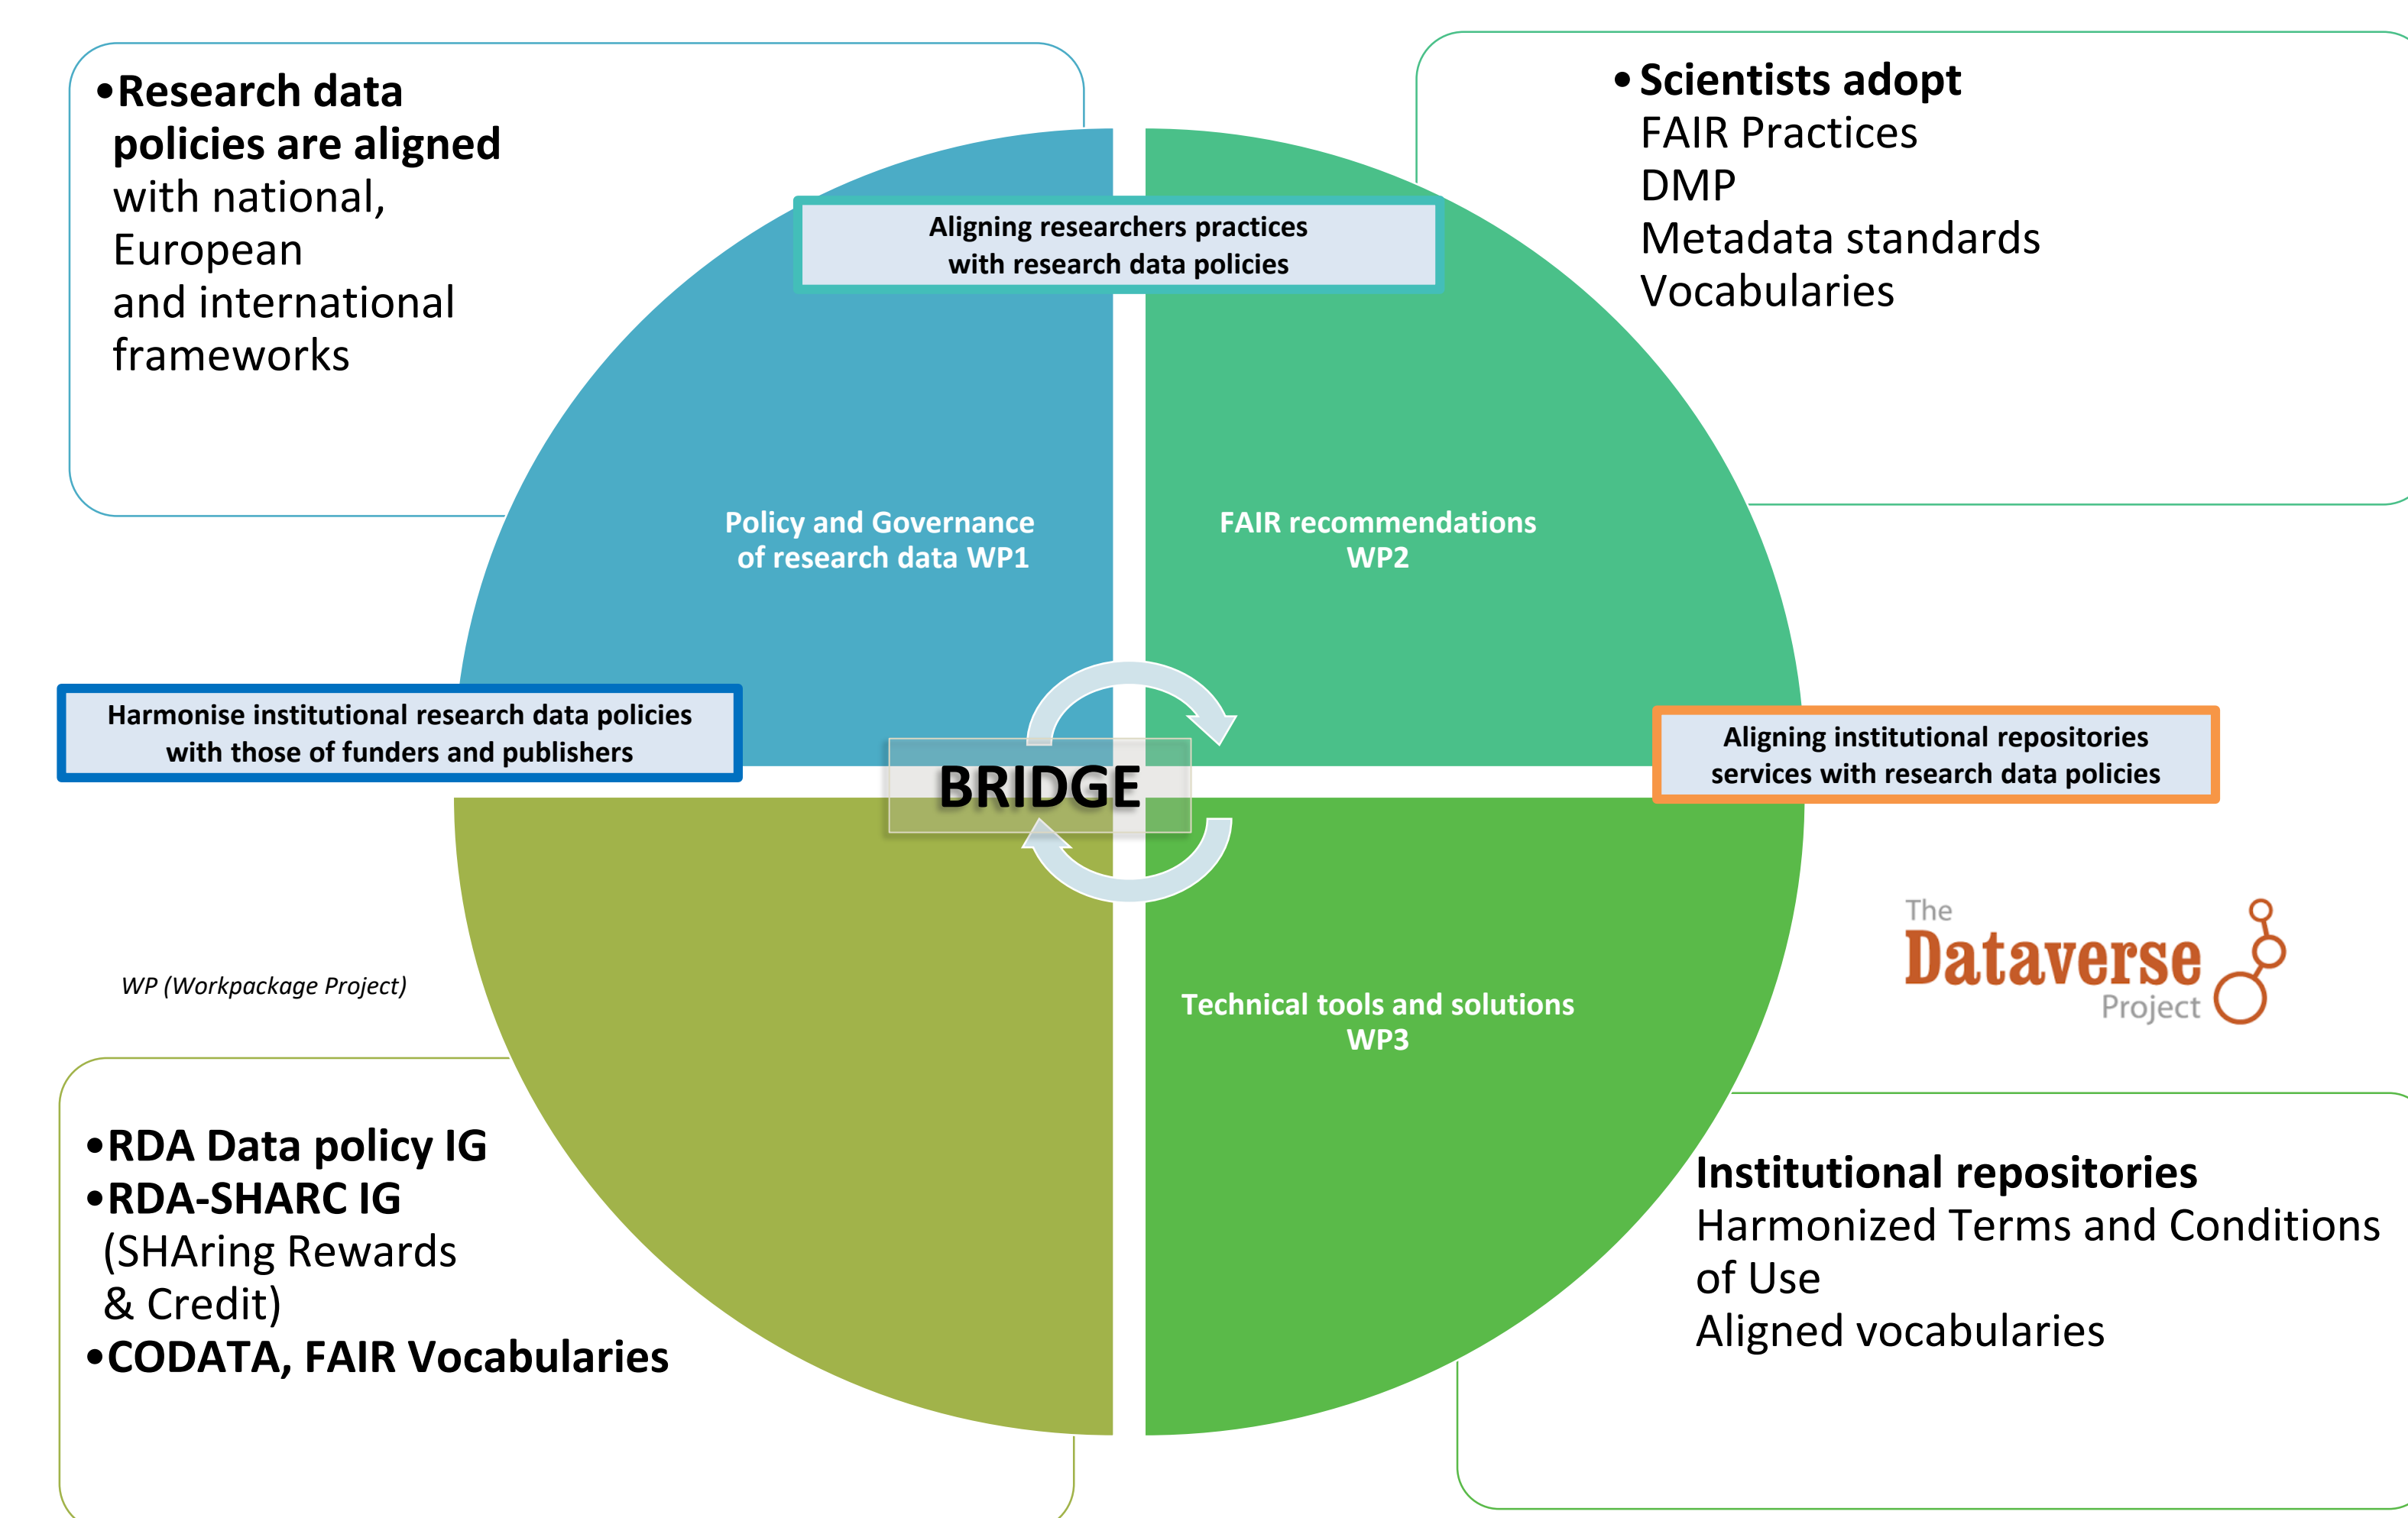 •Research data
policies are aligned
with national,
European
and international
frameworks
• Scientists adopt
FAIR Practices
DMP
Metadata standards
Vocabularies
Aligning researchers practices
with research data policies
Policy and Governance
of research data WP1
FAIR recommendations
WP2
Harmonise institutional research data policies
with those of funders and publishers
BRIDGE
Aligning institutional repositories
services with research data policies
The
Dataverse
Project
WP (Workpackage Project)
Technical tools and solutions
WP3
•RDA Data policy IG
•RDA-SHARC IG
(SHAring Rewards
& Credit)
•CODATA, FAIR Vocabularies
Institutional repositories
Harmonized Terms and Conditions
of Use
Aligned vocabularies